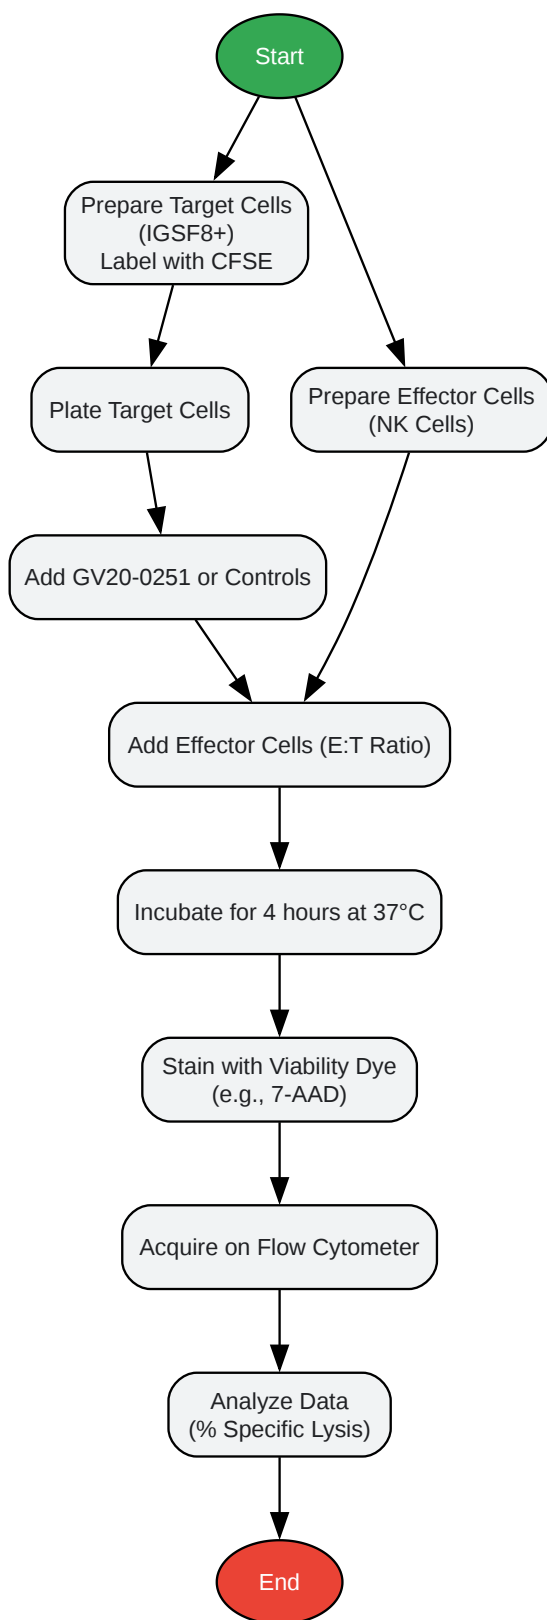 Start
Prepare Target Cells
(IGSF8+)
Label with CFSE
Plate Target Cells
Prepare Effector Cells
(NK Cells)
Add GV20-0251 or Controls
Add Effector Cells (E:T Ratio)
Incubate for 4 hours at 37°C
Stain with Viability Dye
(e.g., 7-AAD)
Acquire on Flow Cytometer
Analyze Data
(% Specific Lysis)
End